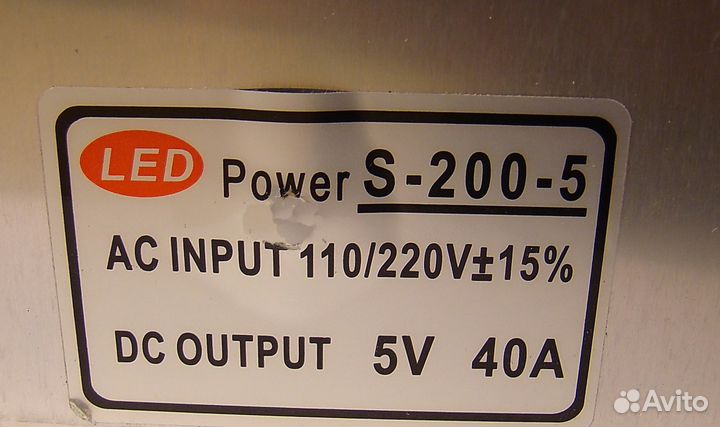 LED Power S-200-5
AC INPUT 110/220V±15%
DC OUTPUT 5V 40A
Avito